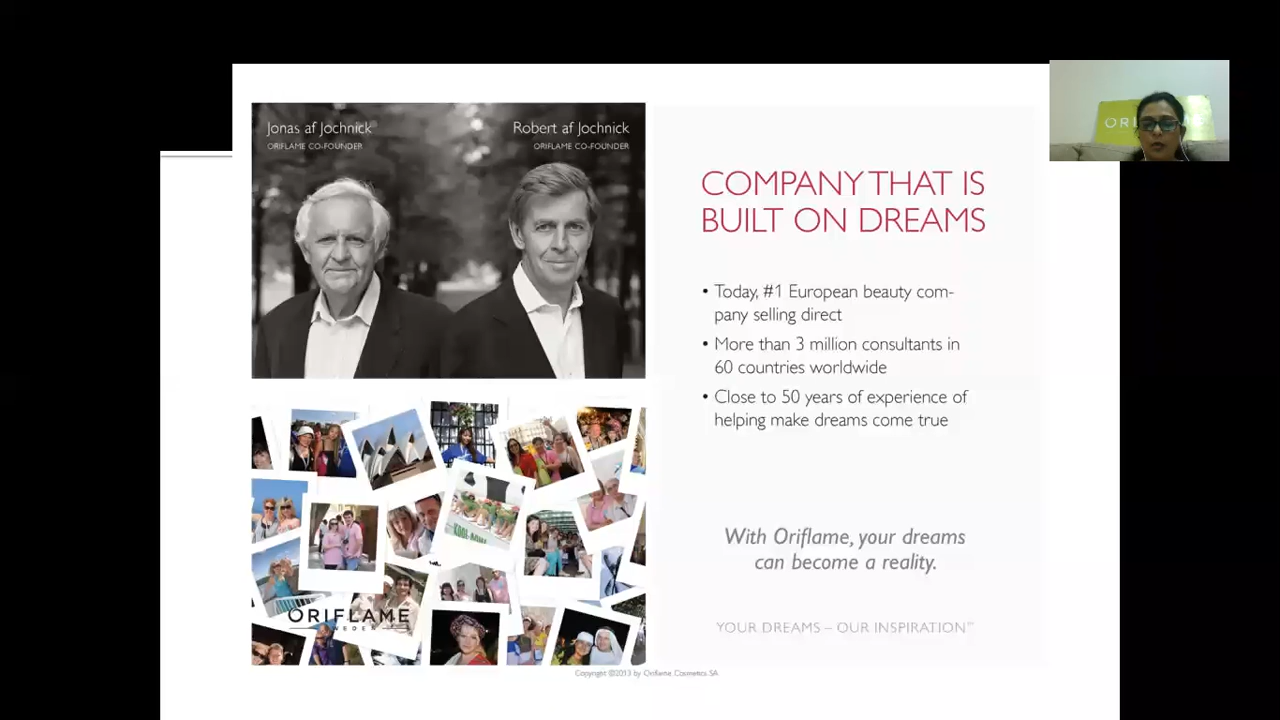 Jonas af Jochnick
ORIFLAME CO-FOUNDER
Robert af Jochnick
ORIFLAME CO-FOUNDER
COMPANY THAT IS
BUILT ON DREAMS
• Today, #1 European beauty com-
pany selling direct
• More than 3 million consultants in
60 countries worldwide
• Close to 50 years of experience of
helping make dreams come true
With Oriflame, your dreams
can become a reality.
YOUR DREAMS – OUR INSPIRATION™
ORIFLAME
SWEDEN
Copyright ©2013 by Oriflame Cosmetics SA